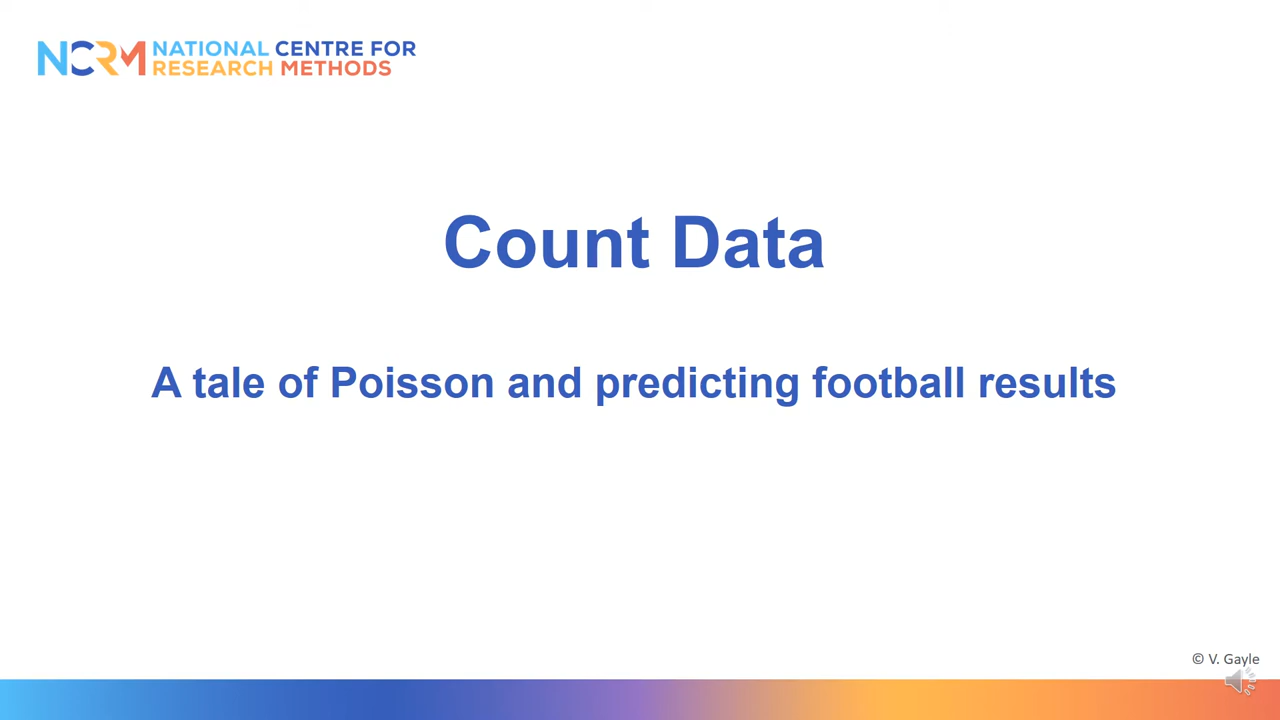 NCRM NATIONAL CENTRE FOR
RESEARCH METHODS
Count Data
A tale of Poisson and predicting football results
© V. Gayle